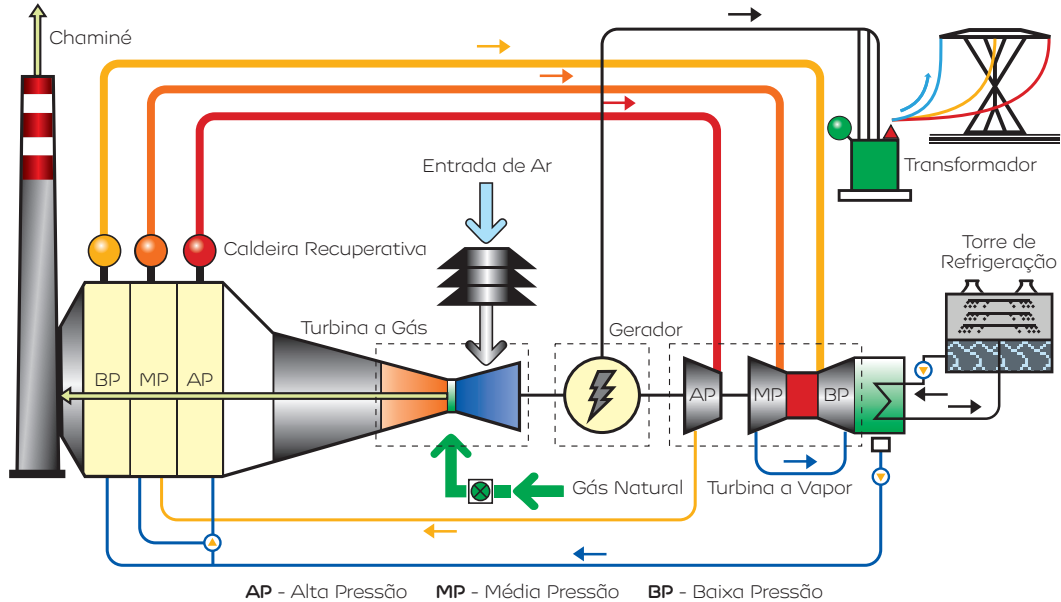 Chaminé
Entrada de Ar
Transformador
Caldeira Recuperativa
Torre de
Refrigeração
Turbina a Gás
Gerador
BP
MP
AP
AP
MP
BP
Gás Natural
Turbina a Vapor
AP - Alta Pressão MP - Média Pressão BP - Baixa Pressão